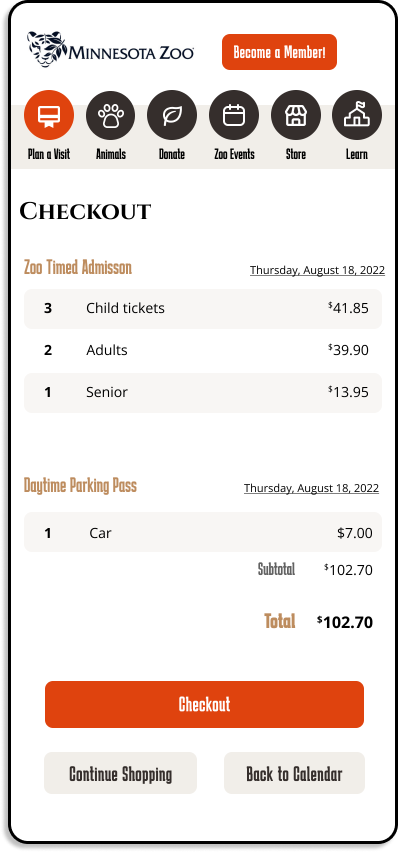 MINNESOTA ZOO
Become a Member!
Plan a Visit Animals Donate Zoo Events Store Learn
CHECKOUT
Zoo Timed Admisson Thursday, August 18, 2022
3 Child tickets $41.85
2 Adults $39.90
1 Senior $13.95
Daytime Parking Pass Thursday, August 18, 2022
1 Car $7.00
Subtotal $102.70
Total $102.70
Checkout
Continue Shopping Back to Calendar